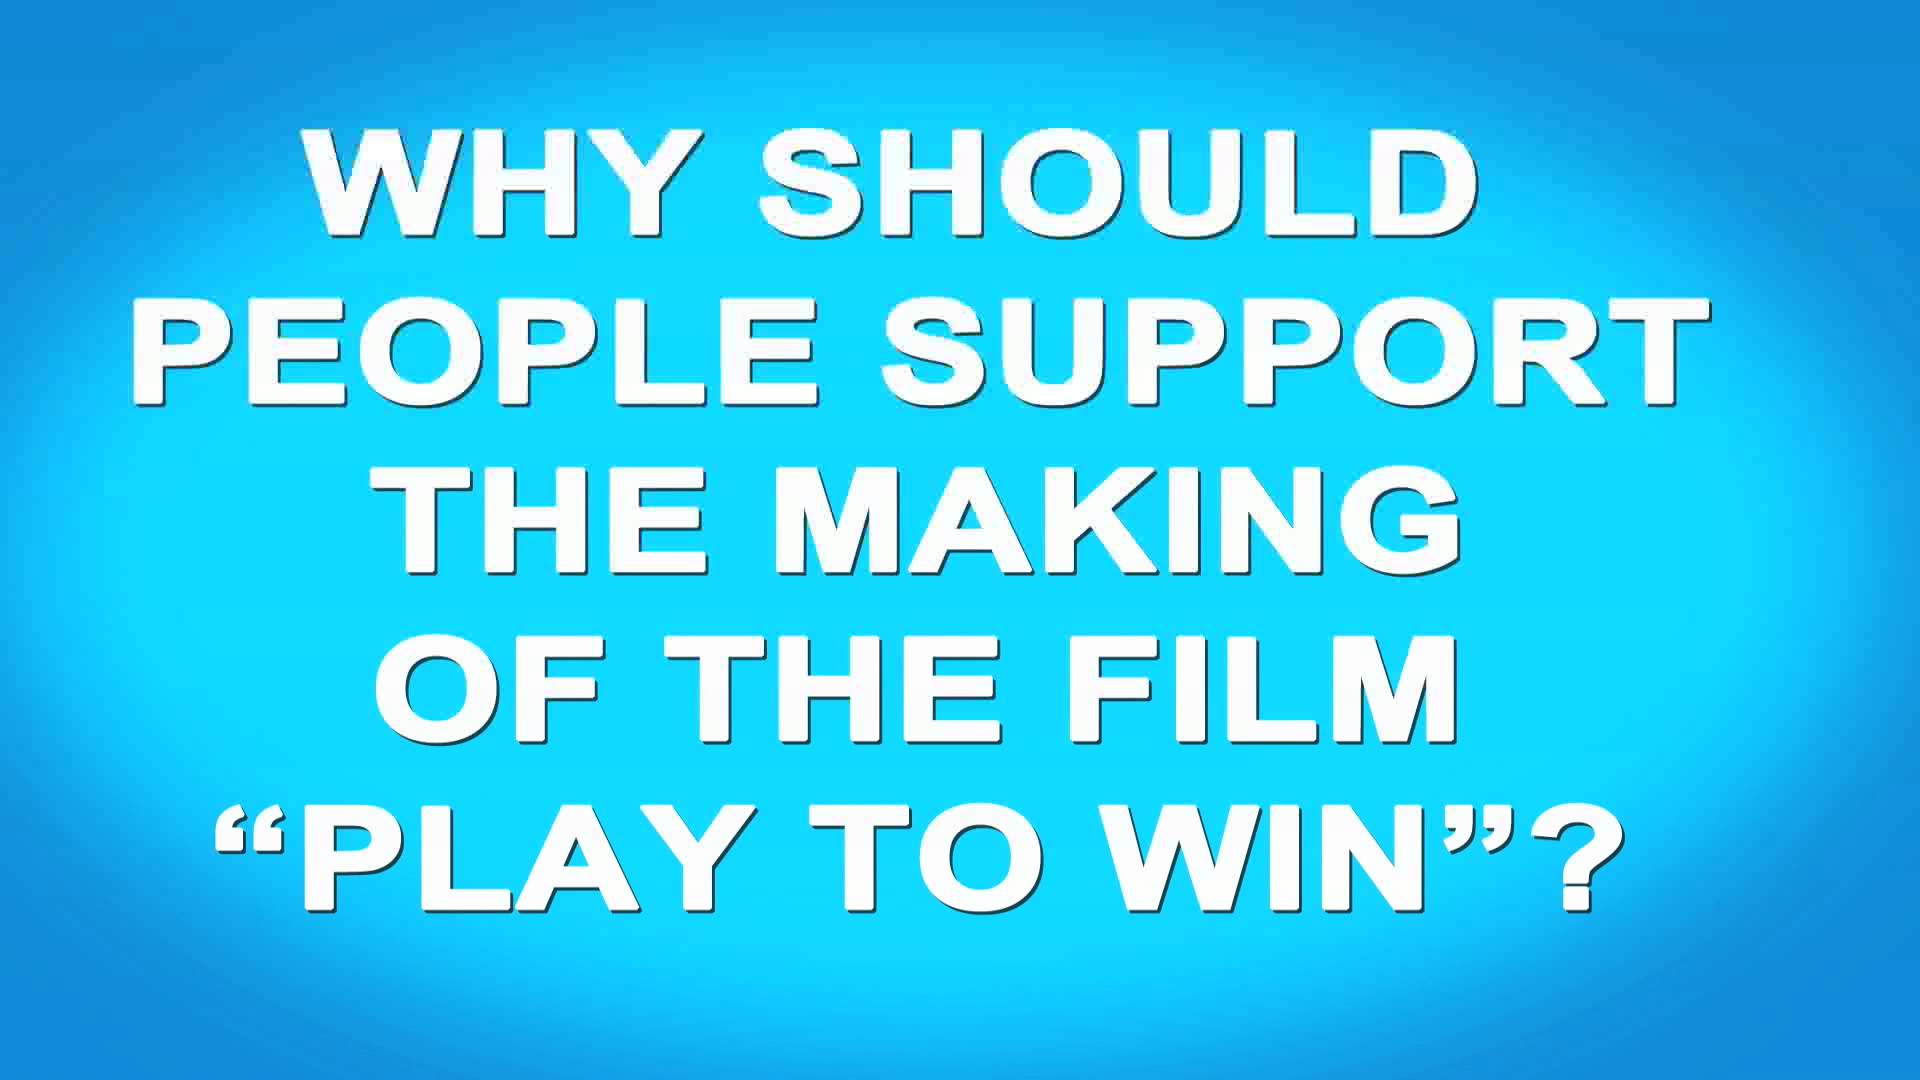 WHY SHOULD
PEOPLE SUPPORT
THE MAKING
OF THE FILM
“PLAY TO WIN”?